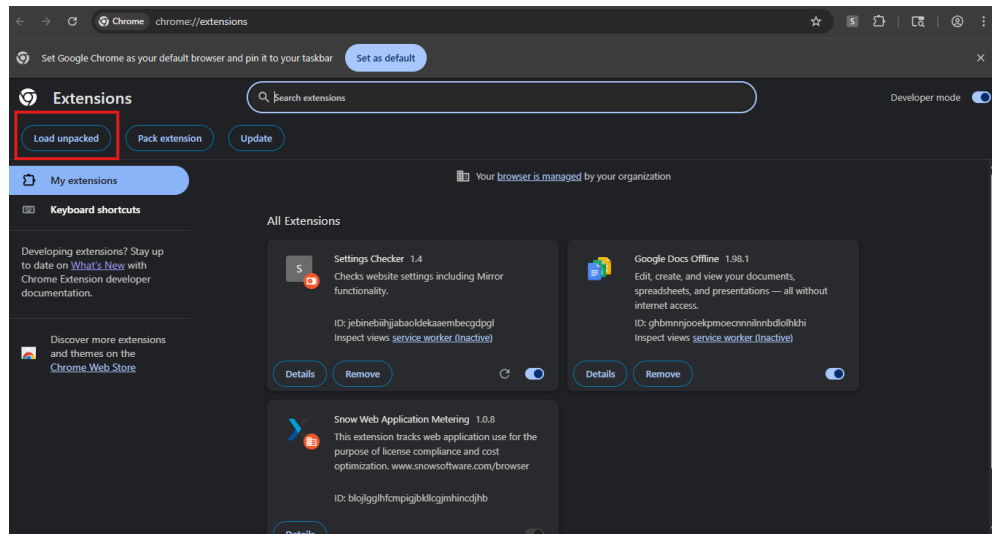 Chrome chrome://extensions
S
Set Google Chrome as your default browser and pin it to your taskbar Set as default
Extensions
Search extensions
Developer mode
Load unpacked Pack extension Update
My extensions
Keyboard shortcuts
Developing extensions? Stay up
to date on What's New with
Chrome Extension developer
documentation.
Discover more extensions
and themes on the
Chrome Web Store
Your browser is managed by your organization
All Extensions
S
Settings Checker 1.4
Checks website settings including Mirror
functionality.
ID: jebinebiihjjabaoldekaaembecgdpgl
Inspect views service worker (Inactive)
Details Remove
Google Docs Offline 1.98.1
Edit, create, and view your documents,
spreadsheets, and presentations — all without
internet access.
ID: ghbmnnjooekpmoecnnnilnnbdlolhkhi
Inspect views service worker (Inactive)
Details Remove
Snow Web Application Metering 1.0.8
This extension tracks web application use for the
purpose of license compliance and cost
optimization. www.snowsoftware.com/browser
ID: blojlgglhfcmpigjbkllcgjmhincdjhb
Details